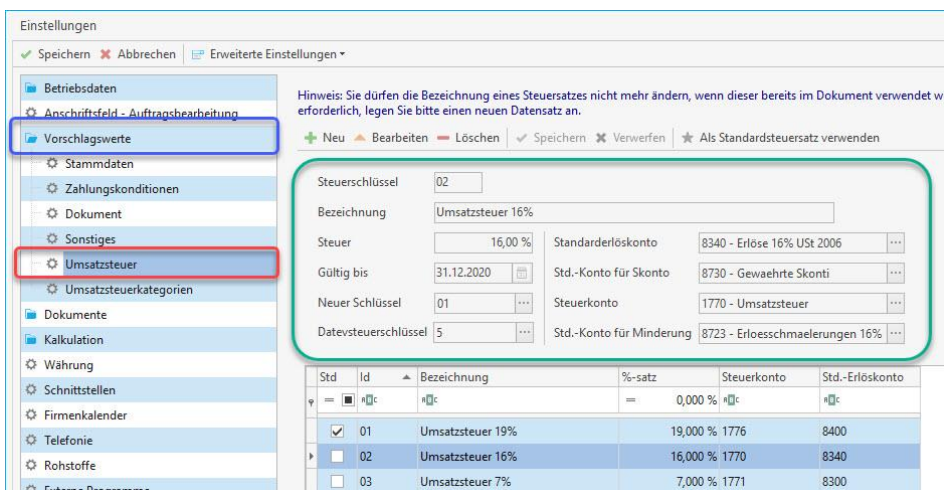 Einstellungen
Speichern Abbrechen Erweiterte Einstellungen
Betriebsdaten
Anschriftsfeld - Auftragsbearbeitung
Vorschlagswerte
Stammdaten
Zahlungskonditionen
Dokument
Sonstiges
Umsatzsteuer
Umsatzsteuerkategorien
Dokumente
Kalkulation
Währung
Schnittstellen
Firmenkalender
Telefonie
Rohstoffe
Externe Programme
Hinweis: Sie dürfen die Bezeichnung eines Steuersatzes nicht mehr ändern, wenn dieser bereits im Dokument verwendet w
erforderlich, legen Sie bitte einen neuen Datensatz an.
Neu Bearbeiten Löschen Speichern Verwerfen Als Standardsteuersatz verwenden
Steuerschlüssel 02
Bezeichnung Umsatzsteuer 16%
Steuer 16,00 % Standarderlöskonto 8340 - Erlöse 16% USt 2006 ...
Gültig bis 31.12.2020 Std.-Konto für Skonto 8730 - Gewaehrte Skonti ...
Neuer Schlüssel 01 ... Steuerkonto 1770 - Umsatzsteuer ...
Datevsteuerschlüssel 5 ... Std.-Konto für Minderung 8723 - Erloesschmaelerungen 16% ...
Std Id Bezeichnung %-satz Steuerkonto Std.-Erlöskonto
= = 0,000 %
01 Umsatzsteuer 19% 19,000 % 1776 8400
02 Umsatzsteuer 16% 16,000 % 1770 8340
03 Umsatzsteuer 7% 7,000 % 1771 8300